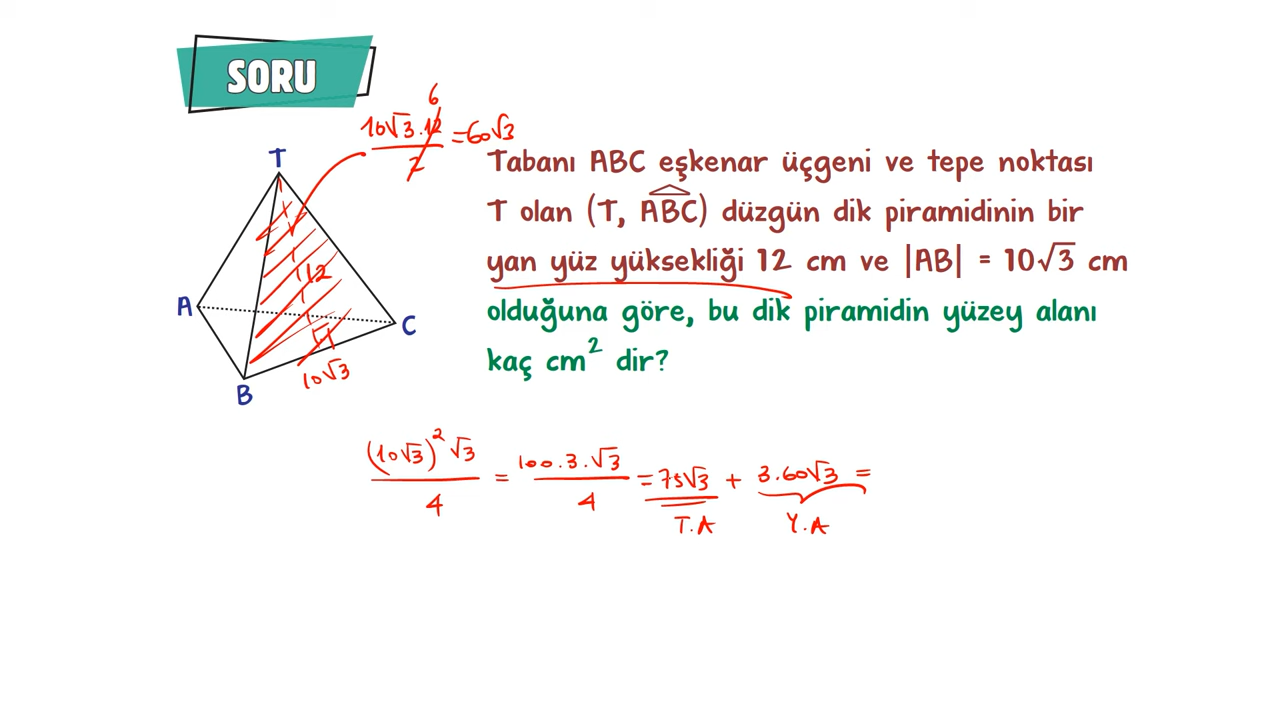 SORU
6
10√3.12 / 2 = 60√3
T
A
C
B
12
10√3
Tabanı ABC eşkenar üçgeni ve tepe noktası
T olan (T, ABC) düzgün dik piramidinin bir
yan yüz yüksekliği 12 cm ve |AB| = 10√3 cm
olduğuna göre, bu dik piramidin yüzey alanı
kaç cm² dir?
(10√3)²√3 / 4 = 100.3.√3 / 4 = 75√3 + 3.60√3 =
T.A
Y.A